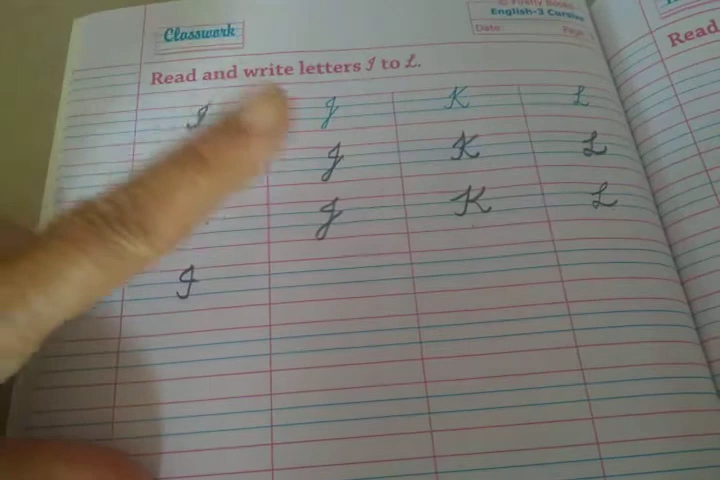 Classwork
English-3 Cursive
Date:
Page
Read and write letters I to L.
Read
I J K L
J K L
J K L
I